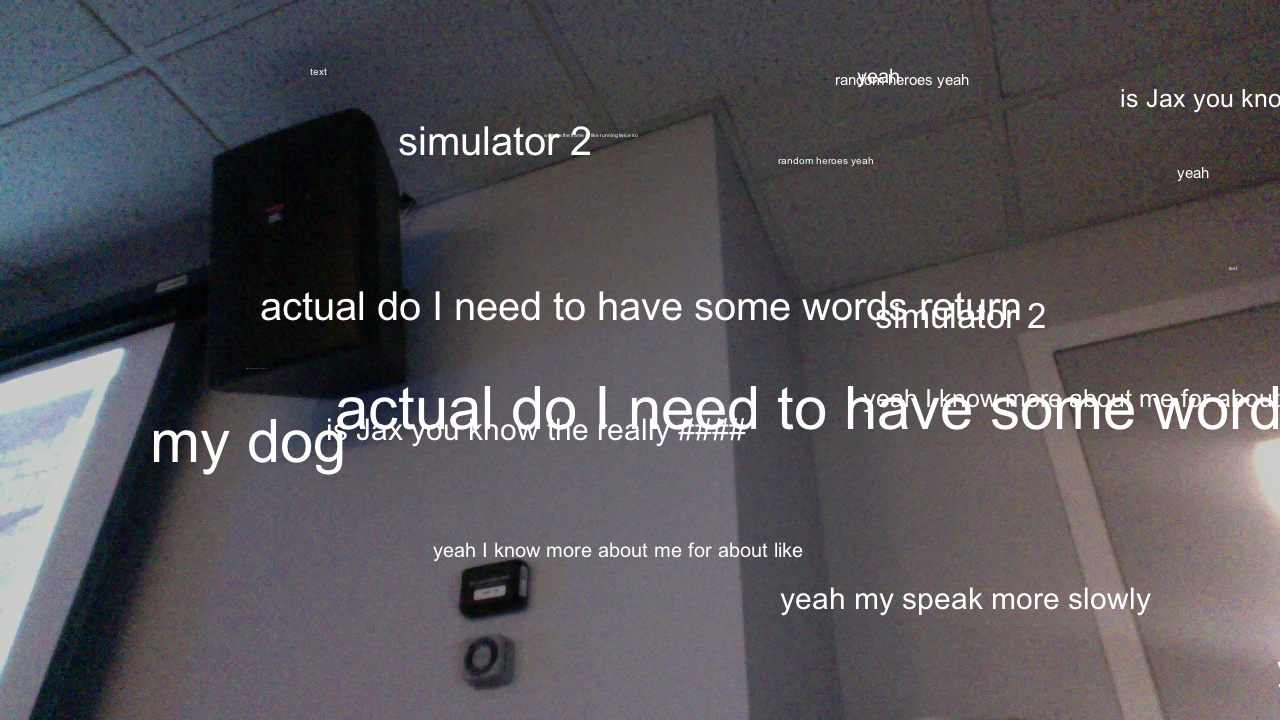 text
yeah
random heroes yeah
is Jax you kno
simulator 2
random heroes yeah
yeah
text
actual do I need to have some words return
simulator 2
yeah I know more about me for about
actual do I need to have some word
is Jax you know the really ####
my dog
yeah I know more about me for about like
yeah my speak more slowly